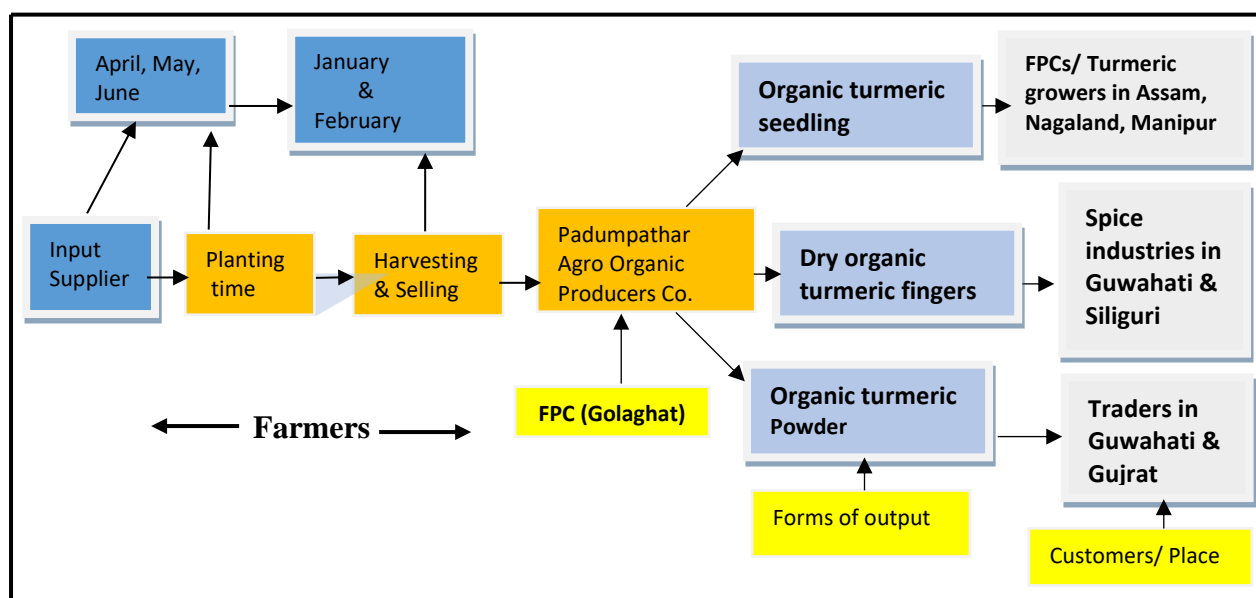 April, May,
June
January
&
February
Organic turmeric
seedling
FPCs/ Turmeric
growers in Assam,
Nagaland, Manipur
Input
Supplier
Planting
time
Harvesting
& Selling
Padumpathar
Agro Organic
Producers Co.
Dry organic
turmeric fingers
Spice
industries in
Guwahati &
Siliguri
FPC (Golaghat)
Farmers
Organic turmeric
Powder
Traders in
Guwahati &
Gujrat
Forms of output
Customers/ Place